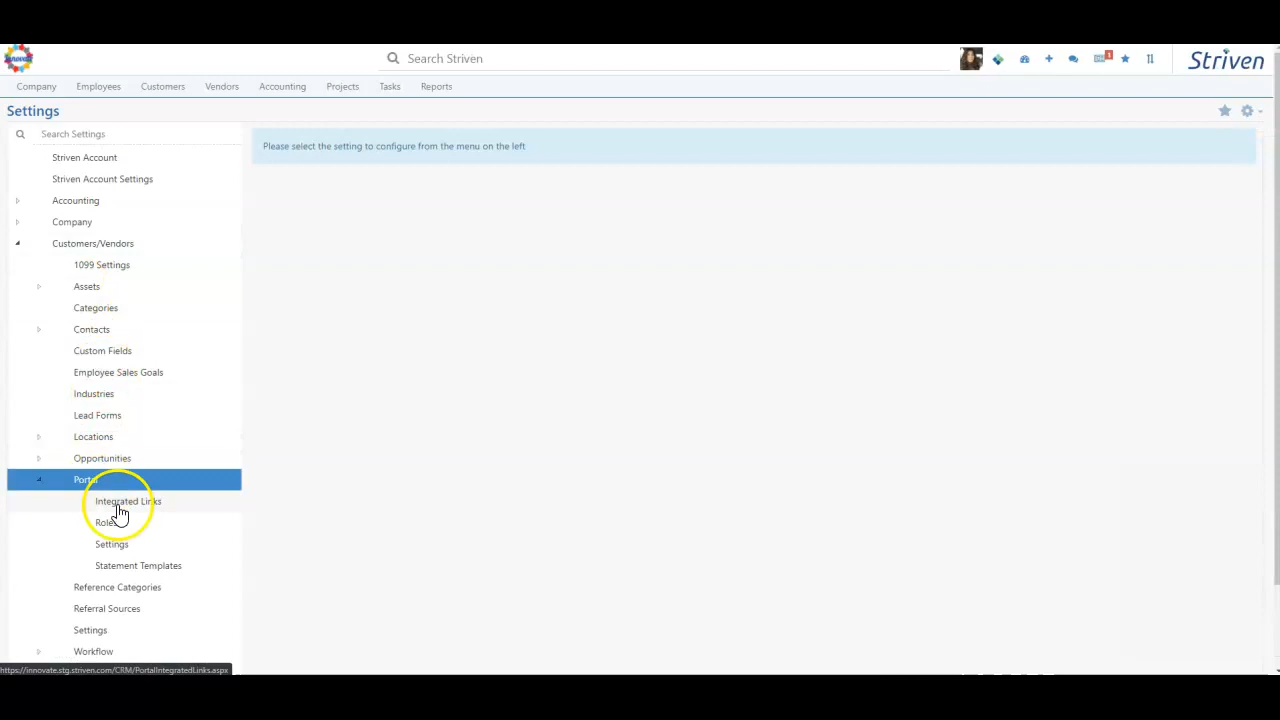 Search Striven
1
Striven
Company Employees Customers Vendors Accounting Projects Tasks Reports
Settings
Search Settings
Please select the setting to configure from the menu on the left
Striven Account
Striven Account Settings
Accounting
Company
Customers/Vendors
1099 Settings
Assets
Categories
Contacts
Custom Fields
Employee Sales Goals
Industries
Lead Forms
Locations
Opportunities
Portal
Integrated Links
Roles
Settings
Statement Templates
Reference Categories
Referral Sources
Settings
Workflow
https://innovate.stg.striven.com/CRM/PortalIntegratedLinks.aspx